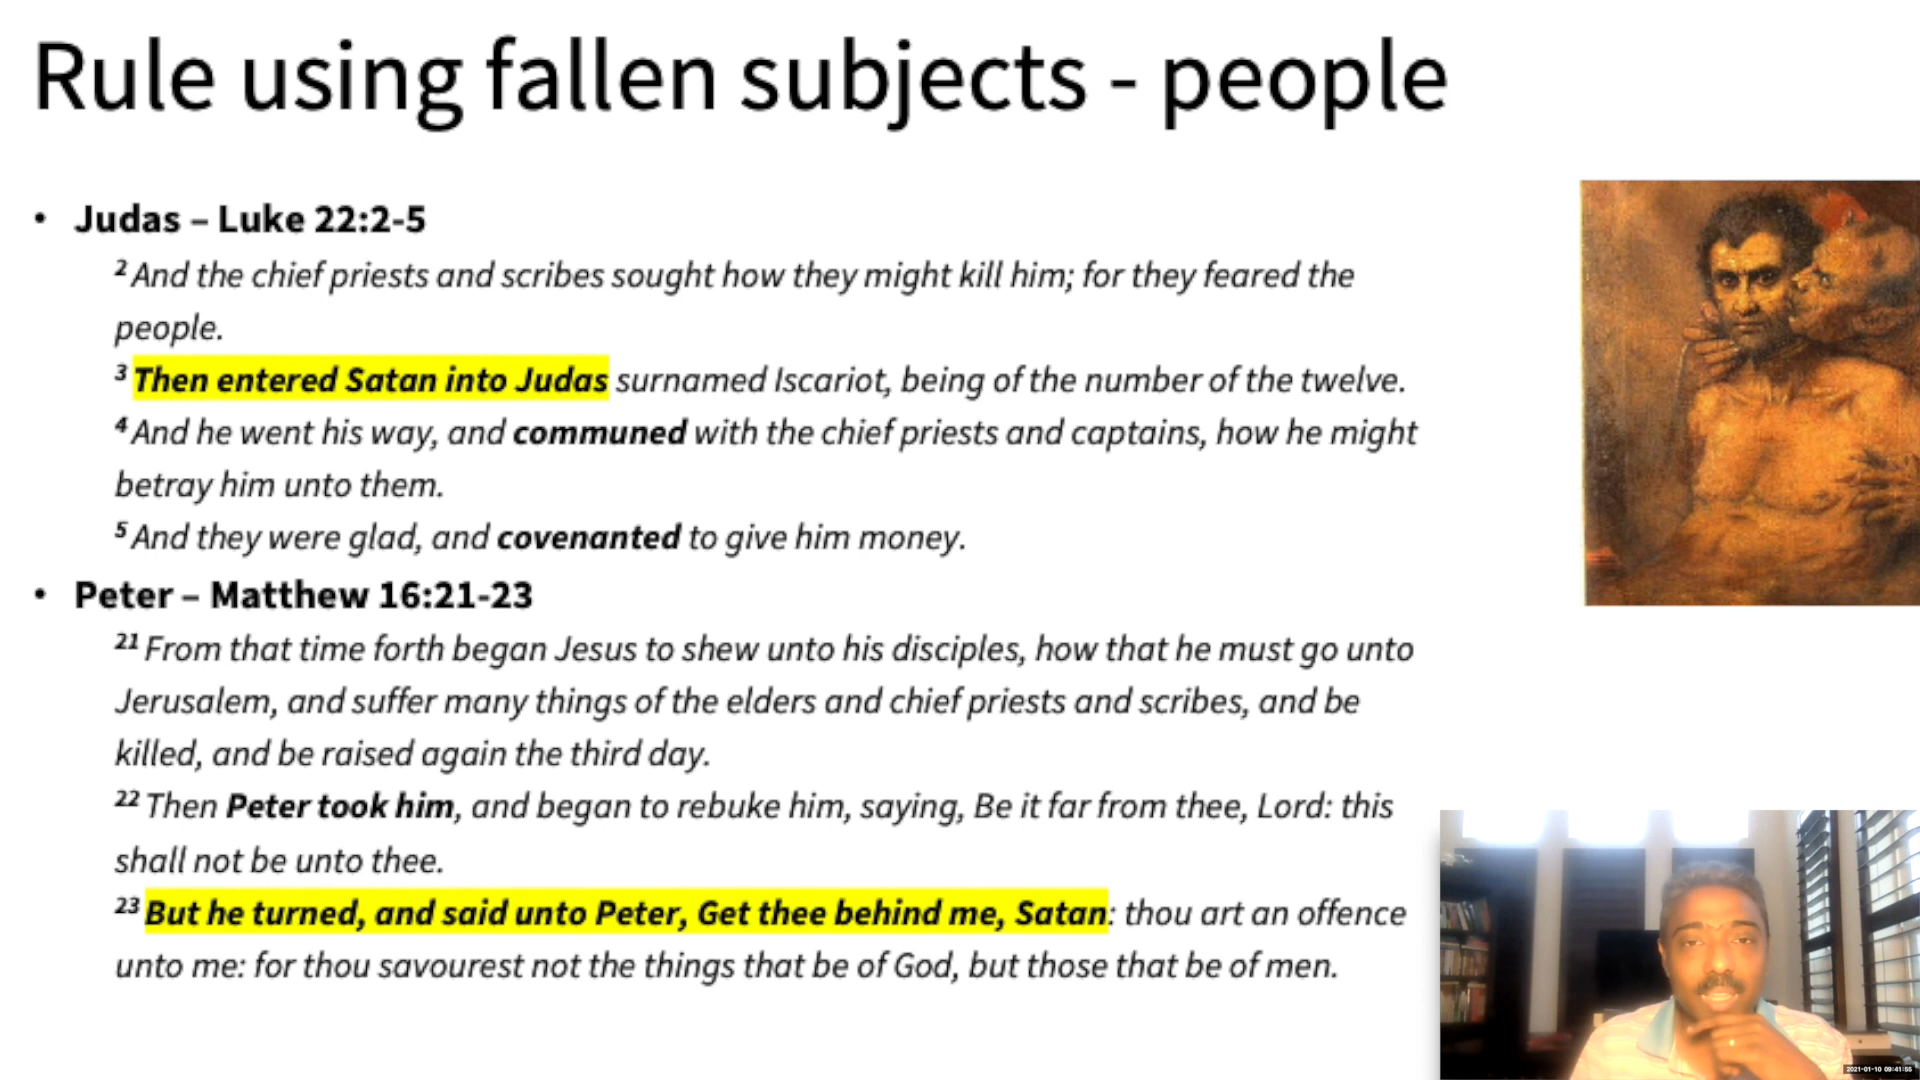 Rule using fallen subjects - people
• Judas – Luke 22:2-5
2 And the chief priests and scribes sought how they might kill him; for they feared the
people.
3 Then entered Satan into Judas surnamed Iscariot, being of the number of the twelve.
4 And he went his way, and communed with the chief priests and captains, how he might
betray him unto them.
5 And they were glad, and covenanted to give him money.
• Peter – Matthew 16:21-23
21 From that time forth began Jesus to shew unto his disciples, how that he must go unto
Jerusalem, and suffer many things of the elders and chief priests and scribes, and be
killed, and be raised again the third day.
22 Then Peter took him, and began to rebuke him, saying, Be it far from thee, Lord: this
shall not be unto thee.
23 But he turned, and said unto Peter, Get thee behind me, Satan: thou art an offence
unto me: for thou savourest not the things that be of God, but those that be of men.
2021-01-10 09:41:55